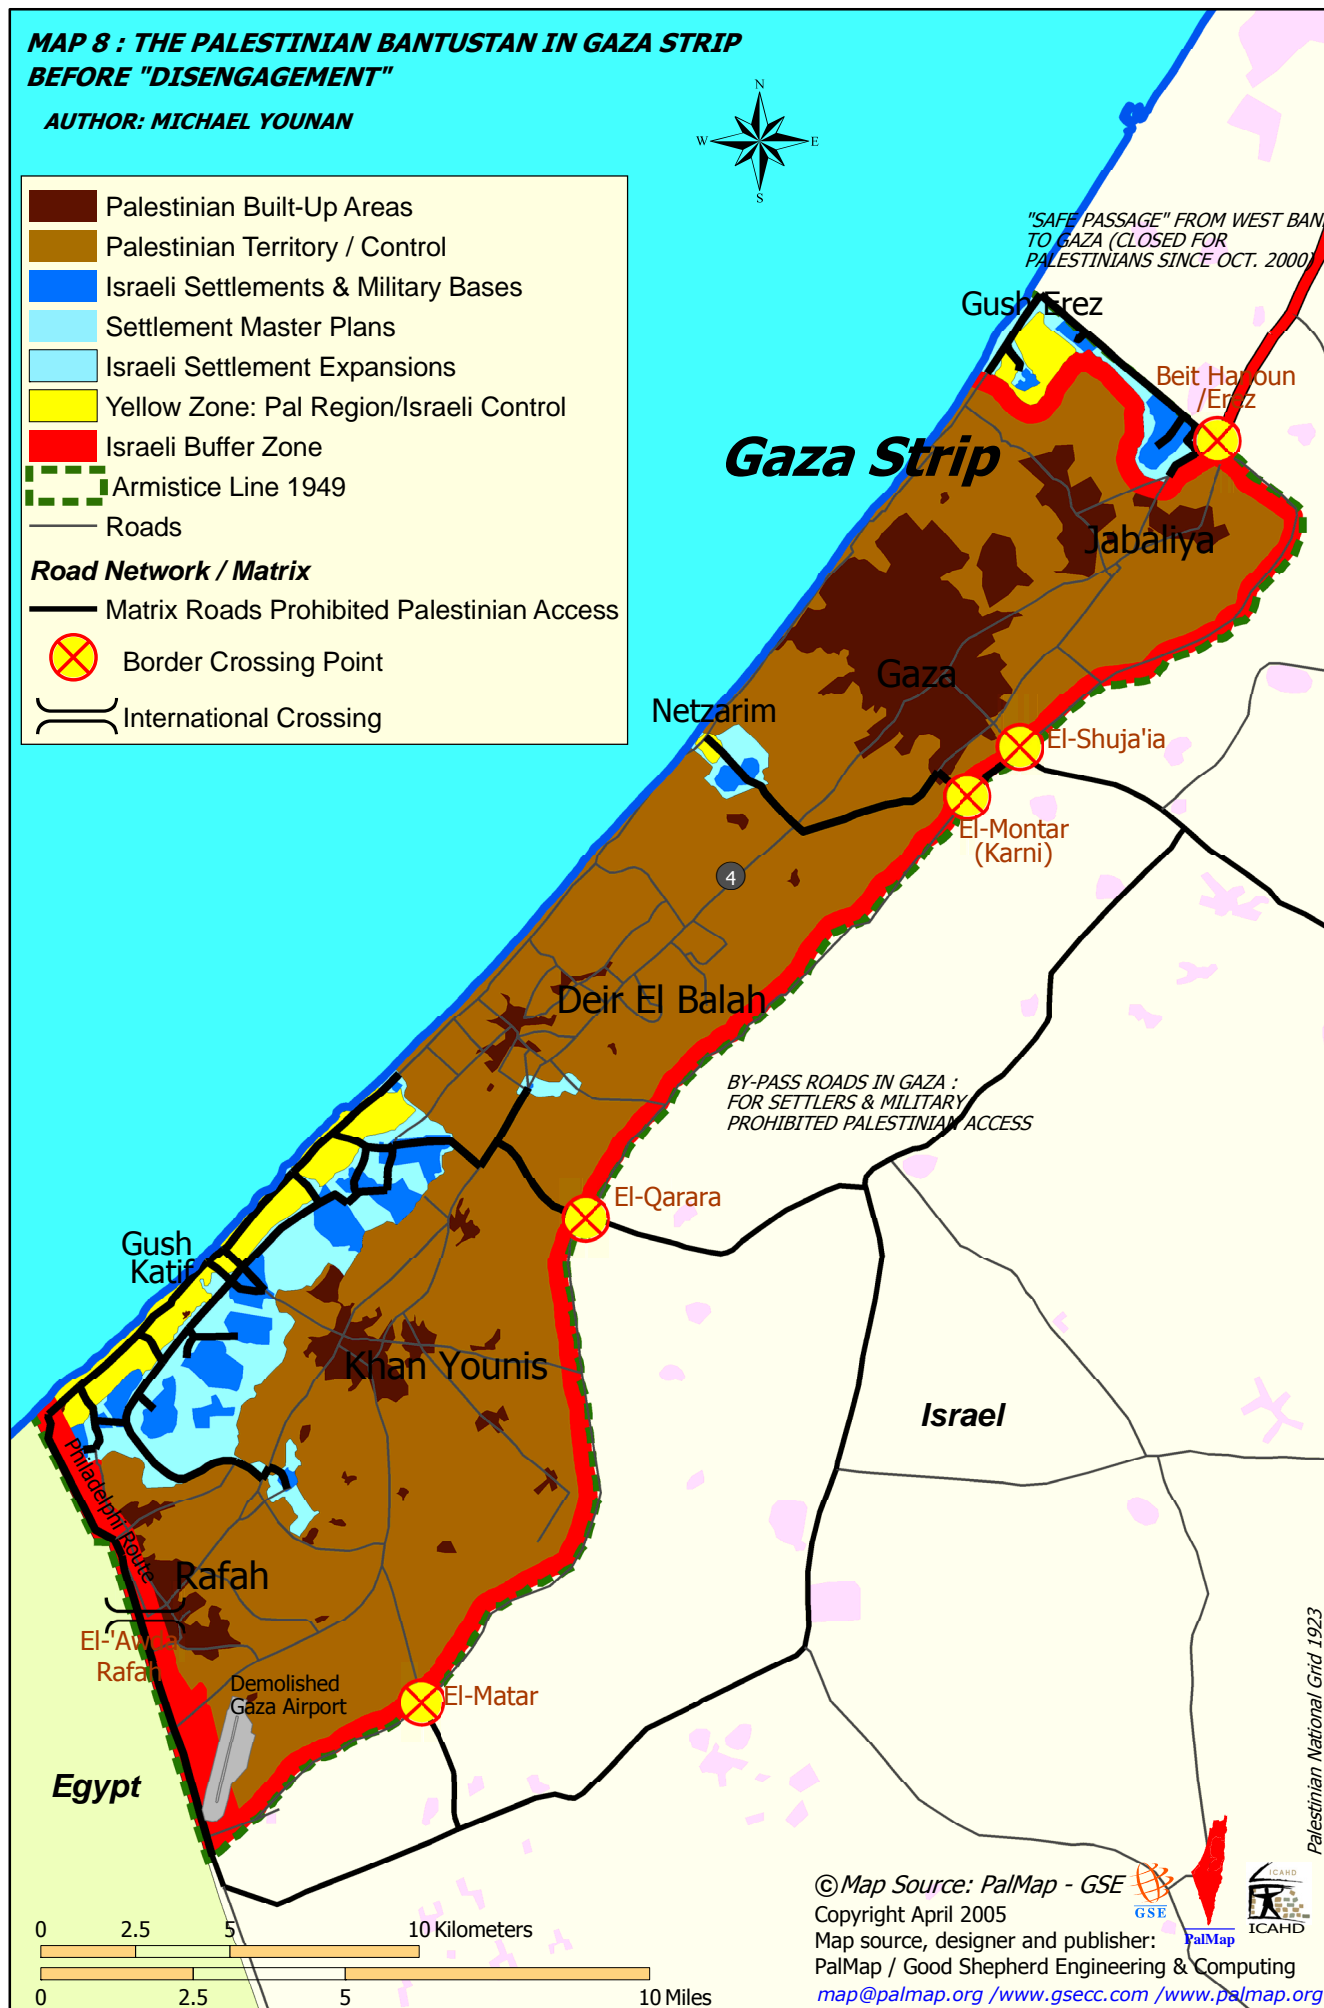 MAP 8 : THE PALESTINIAN BANTUSTAN IN GAZA STRIP
BEFORE "DISENGAGEMENT"
AUTHOR: MICHAEL YOUNAN
N
W
E
S
Palestinian Built-Up Areas
Palestinian Territory / Control
Israeli Settlements & Military Bases
Settlement Master Plans
Israeli Settlement Expansions
Yellow Zone: Pal Region/Israeli Control
Israeli Buffer Zone
Armistice Line 1949
Roads
Road Network / Matrix
Matrix Roads Prohibited Palestinian Access
Border Crossing Point
International Crossing
"SAFE PASSAGE" FROM WEST BAN
TO GAZA (CLOSED FOR
PALESTINIANS SINCE OCT. 2000)
Gush Erez
Beit Hanoun
/Erez
Gaza Strip
Jabaliya
Gaza
Netzarim
El-Shuja'ia
El-Montar
(Karni)
4
Deir El Balah
BY-PASS ROADS IN GAZA :
FOR SETTLERS & MILITARY
PROHIBITED PALESTINIAN ACCESS
El-Qarara
Gush
Katif
Khan Younis
Israel
Philadelphi Route
Rafah
El-'Awda
Rafah
Demolished
Gaza Airport
El-Matar
Egypt
Palestinian National Grid 1923
0 2.5 5 10 Kilometers
0 2.5 5 10 Miles
©Map Source: PalMap - GSE
Copyright April 2005
Map source, designer and publisher:
PalMap / Good Shepherd Engineering & Computing
map@palmap.org /www.gsecc.com /www.palmap.org
GSE
PalMap
ICAHD
ICAHD